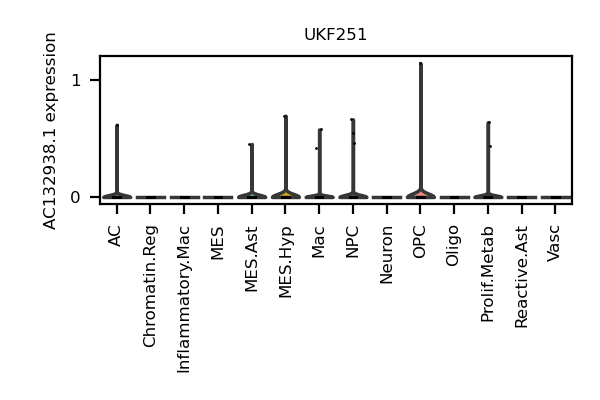 UKF251
AC132938.1 expression
1
0
AC
Chromatin.Reg
Inflammatory.Mac
MES
MES.Ast
MES.Hyp
Mac
NPC
Neuron
OPC
Oligo
Prolif.Metab
Reactive.Ast
Vasc